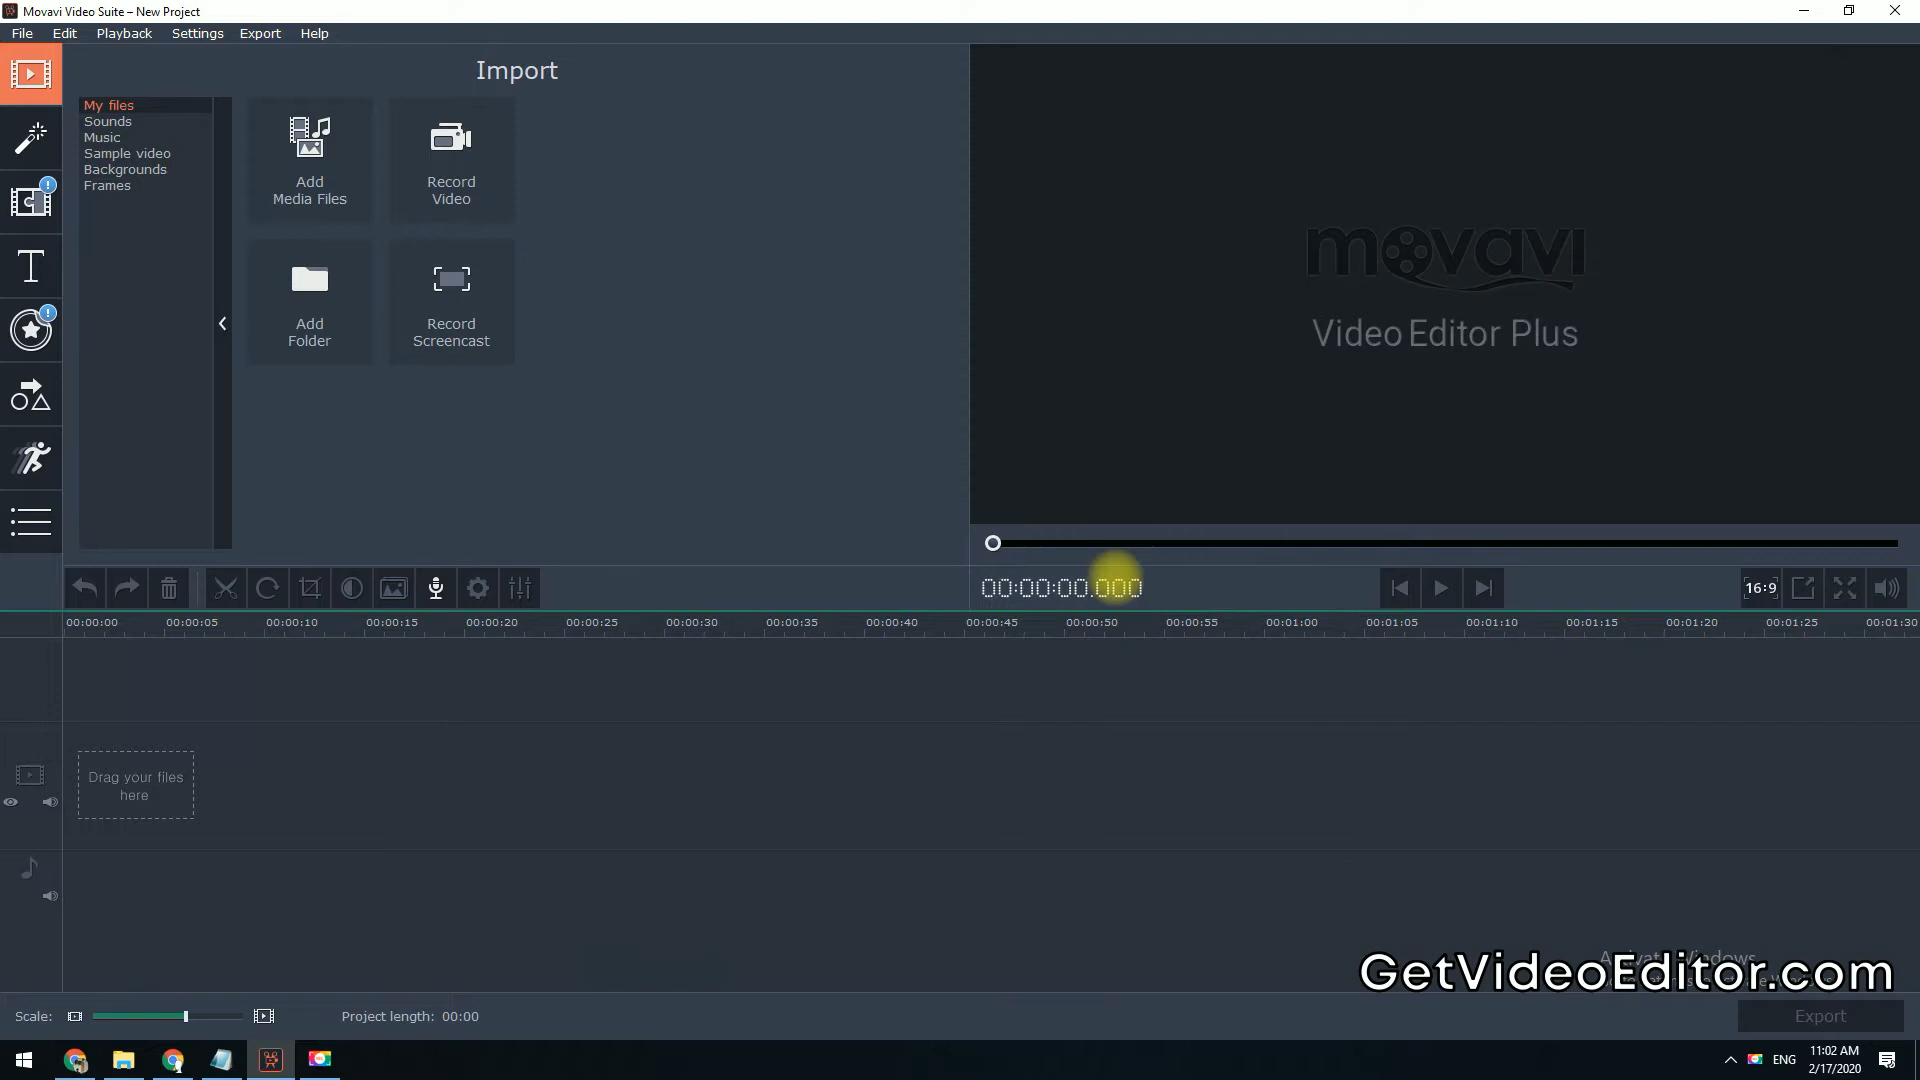 Movavi Video Suite – New Project
File Edit Playback Settings Export Help
Import
My files
Sounds
Music
Sample video
Backgrounds
Frames
Add
Media Files
Record
Video
Add
Folder
Record
Screencast
movavi
Video Editor Plus
00:00:00.000
16:9
00:00:00 00:00:05 00:00:10 00:00:15 00:00:20 00:00:25 00:00:30 00:00:35 00:00:40 00:00:45 00:00:50 00:00:55 00:01:00 00:01:05 00:01:10 00:01:15 00:01:20 00:01:25 00:01:30
Drag your files
here
Activate Windows
GetVideoEditor.com
Scale:
Project length: 00:00
Export
ENG
11:02 AM
2/17/2020